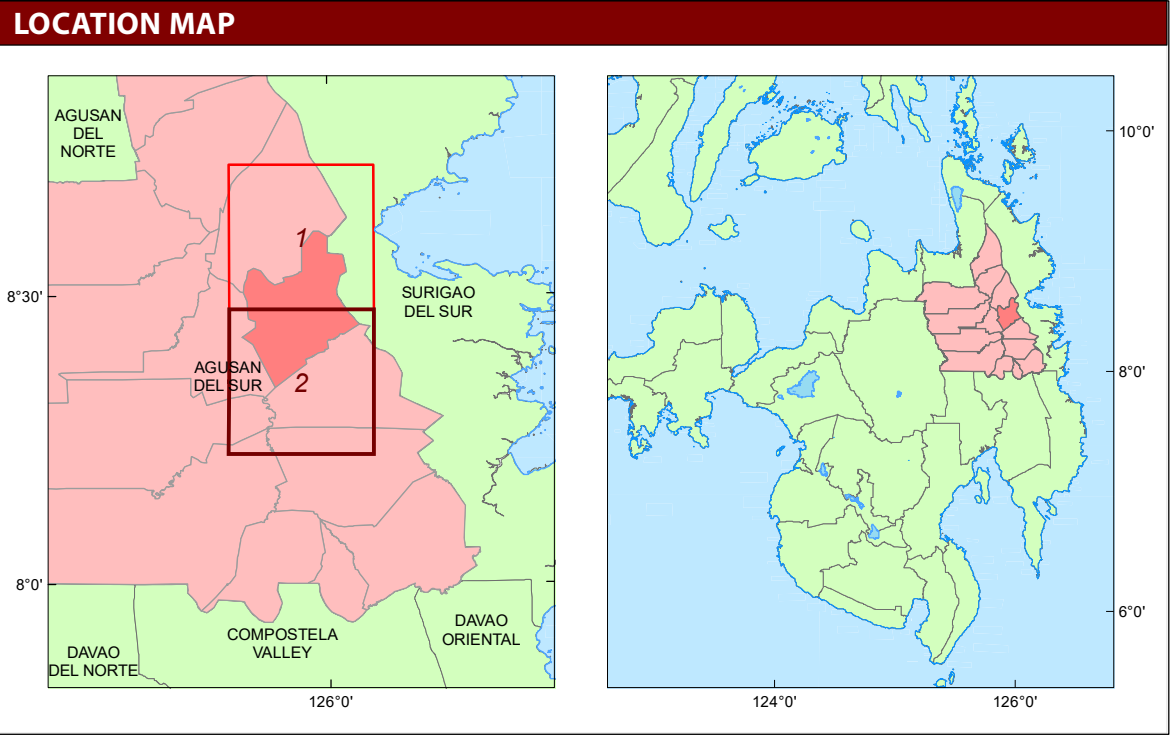 LOCATION MAP
AGUSAN
DEL
NORTE
1
8°30'
SURIGAO
DEL SUR
AGUSAN
DEL SUR
2
8°0'
COMPOSTELA
VALLEY
DAVAO
ORIENTAL
DAVAO
DEL NORTE
126°0'
10°0'
8°0'
6°0'
124°0'
126°0'